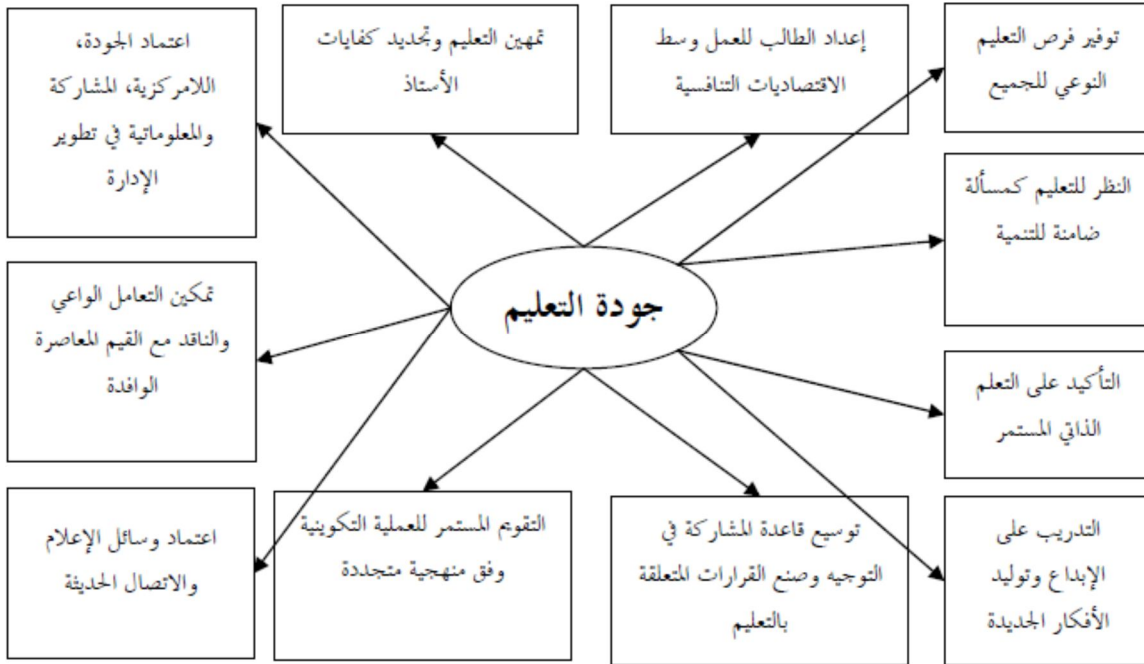 توفير فرص التعليم
النوعي للجميع
إعداد الطالب للعمل وسط
الاقتصاديات التنافسية
تمهين التعليم وتحديد كفايات
الأستاذ
اعتماد الجودة،
اللامركزية، المشاركة
والمعلوماتية في تطوير
الإدارة
النظر للتعليم كمسألة
ضامنة للتنمية
جودة التعليم
تمكين التعامل الواعي
والناقد مع القيم المعاصرة
الوافدة
التأكيد على التعلم
الذاتي المستمر
التدريب على
الإبداع وتوليد
الأفكار الجديدة
توسيع قاعدة المشاركة في
التوجيه وصنع القرارات المتعلقة
بالتعليم
التقويم المستمر للعملية التكوينية
وفق منهجية متجددة
اعتماد وسائل الإعلام
والاتصال الحديثة